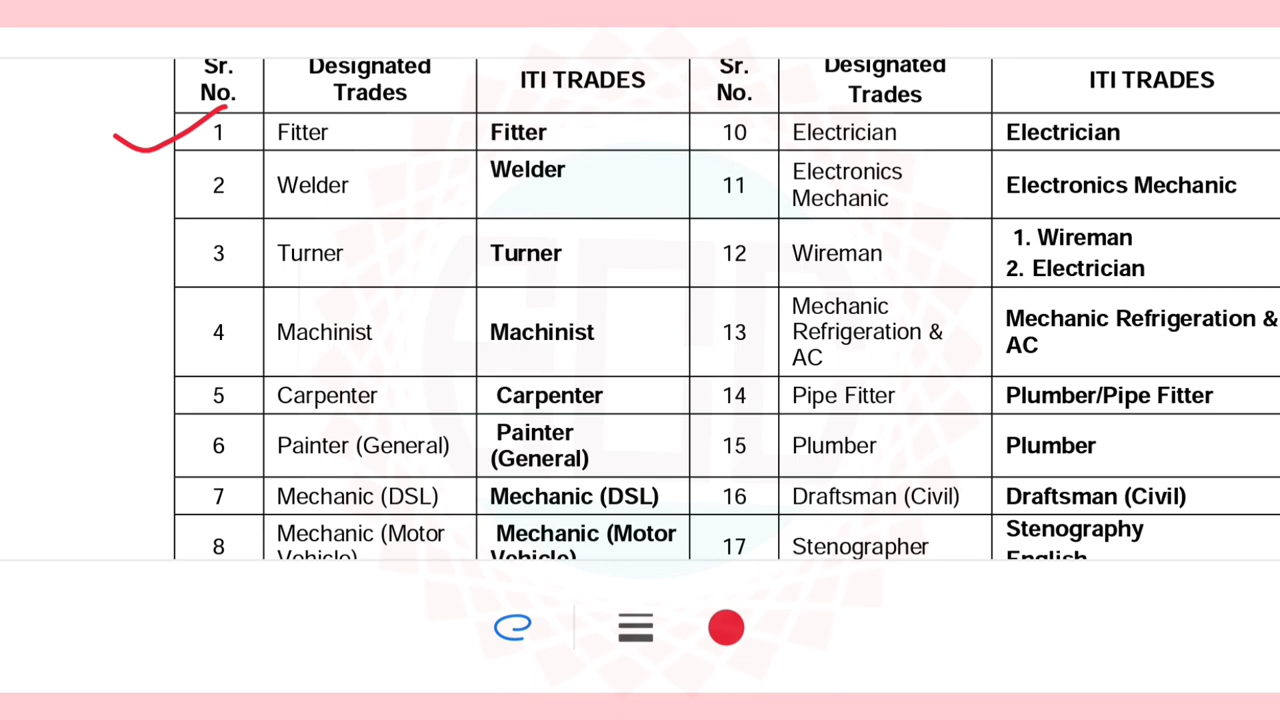 Sr. No.
Designated Trades
ITI TRADES
Sr. No.
Designated Trades
ITI TRADES
1
Fitter
Fitter
10
Electrician
Electrician
2
Welder
Welder
11
Electronics
Mechanic
Electronics Mechanic
3
Turner
Turner
12
Wireman
1. Wireman
2. Electrician
4
Machinist
Machinist
13
Mechanic
Refrigeration &
AC
Mechanic Refrigeration &
AC
5
Carpenter
Carpenter
14
Pipe Fitter
Plumber/Pipe Fitter
6
Painter (General)
Painter
(General)
15
Plumber
Plumber
7
Mechanic (DSL)
Mechanic (DSL)
16
Draftsman (Civil)
Draftsman (Civil)
8
Mechanic (Motor
Vehicle)
Mechanic (Motor
Vehicle)
17
Stenographer
Stenography
English